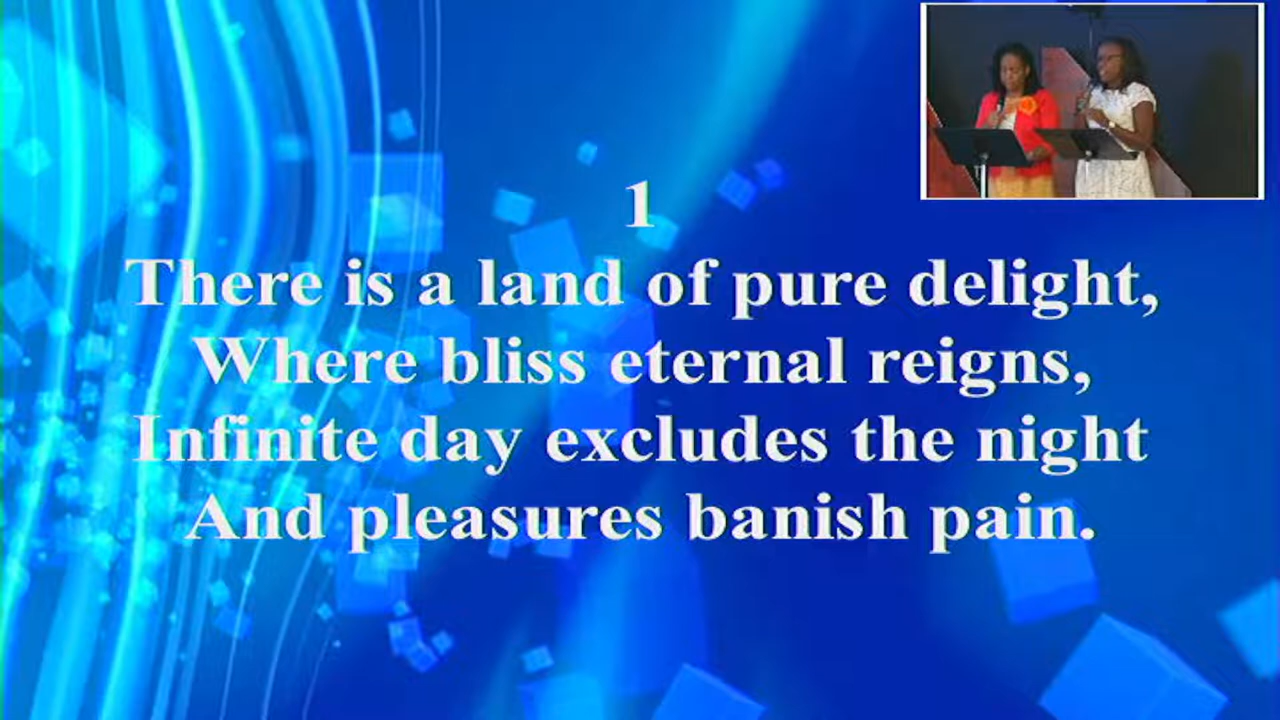 1
There is a land of pure delight,
Where bliss eternal reigns,
Infinite day excludes the night
And pleasures banish pain.